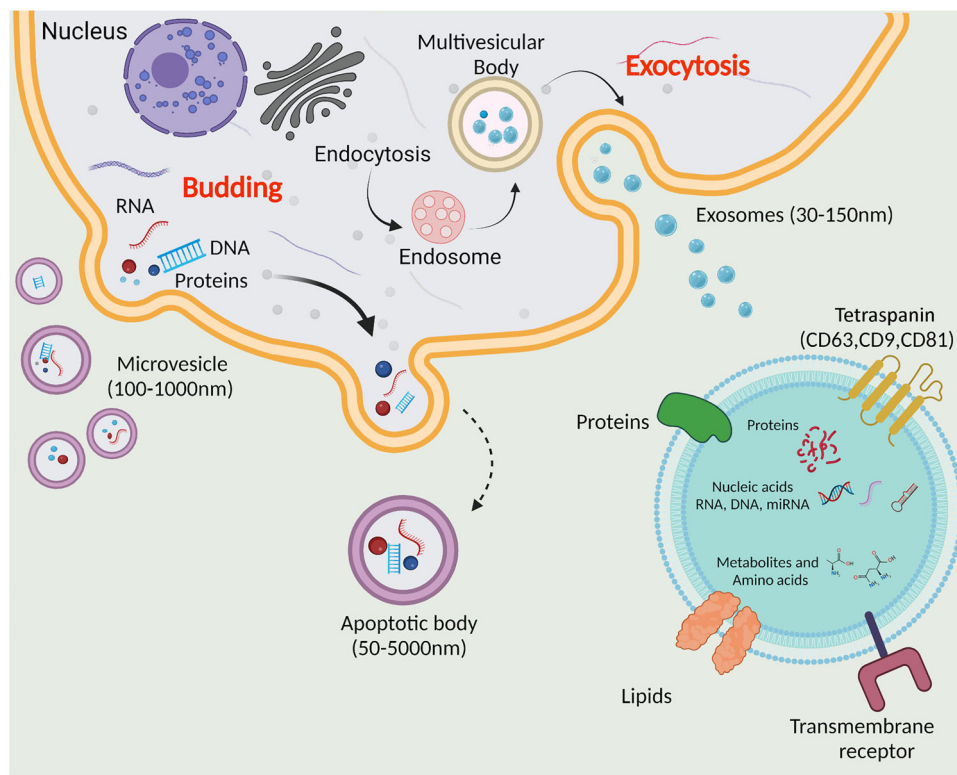 Nucleus
Multivesicular
Body
Exocytosis
Endocytosis
Budding
RNA
DNA
Proteins
Endosome
Exosomes (30-150nm)
Microvesicle
(100-1000nm)
Tetraspanin
(CD63,CD9,CD81)
Proteins
Proteins
Nucleic acids
RNA, DNA, miRNA
Metabolites and
Amino acids
Apoptotic body
(50-5000nm)
Lipids
Transmembrane
receptor